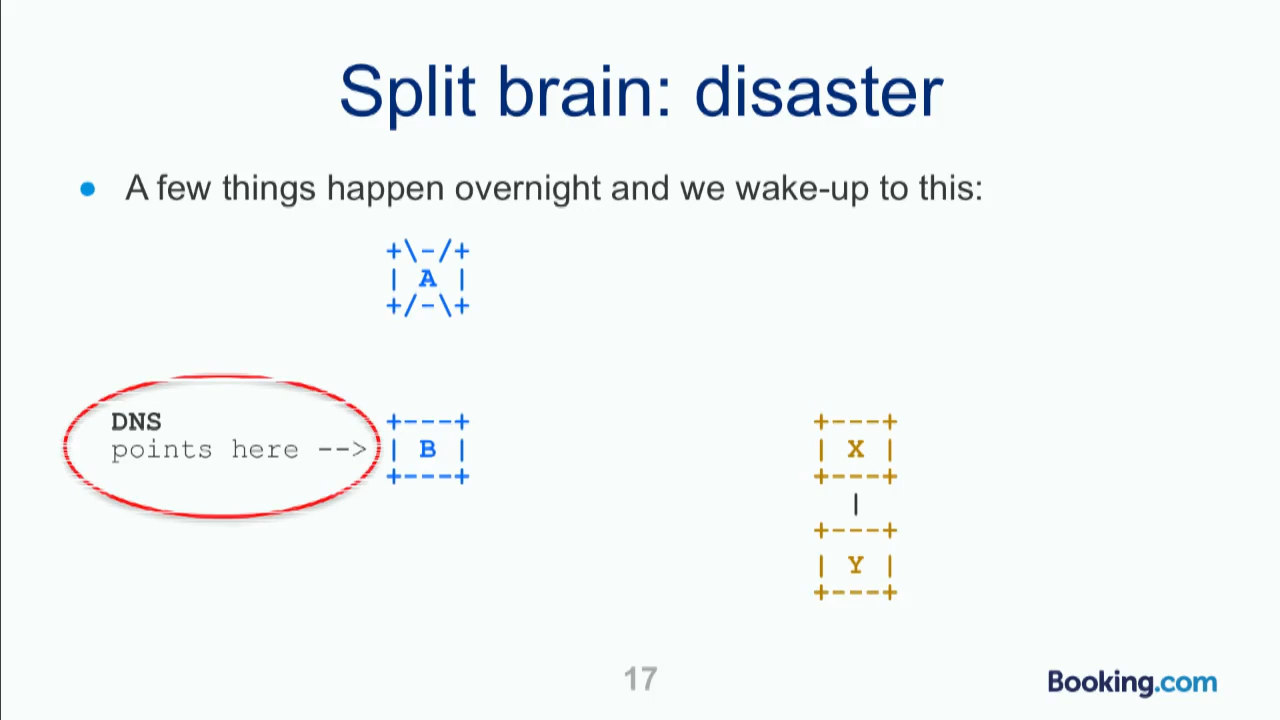 Split brain: disaster
● A few things happen overnight and we wake-up to this:
+\-/+
| A |
+/-\+
DNS +---+ +---+
points here --> | B | | X |
+---+ +---+
|
+---+
| Y |
+---+
17
Booking.com